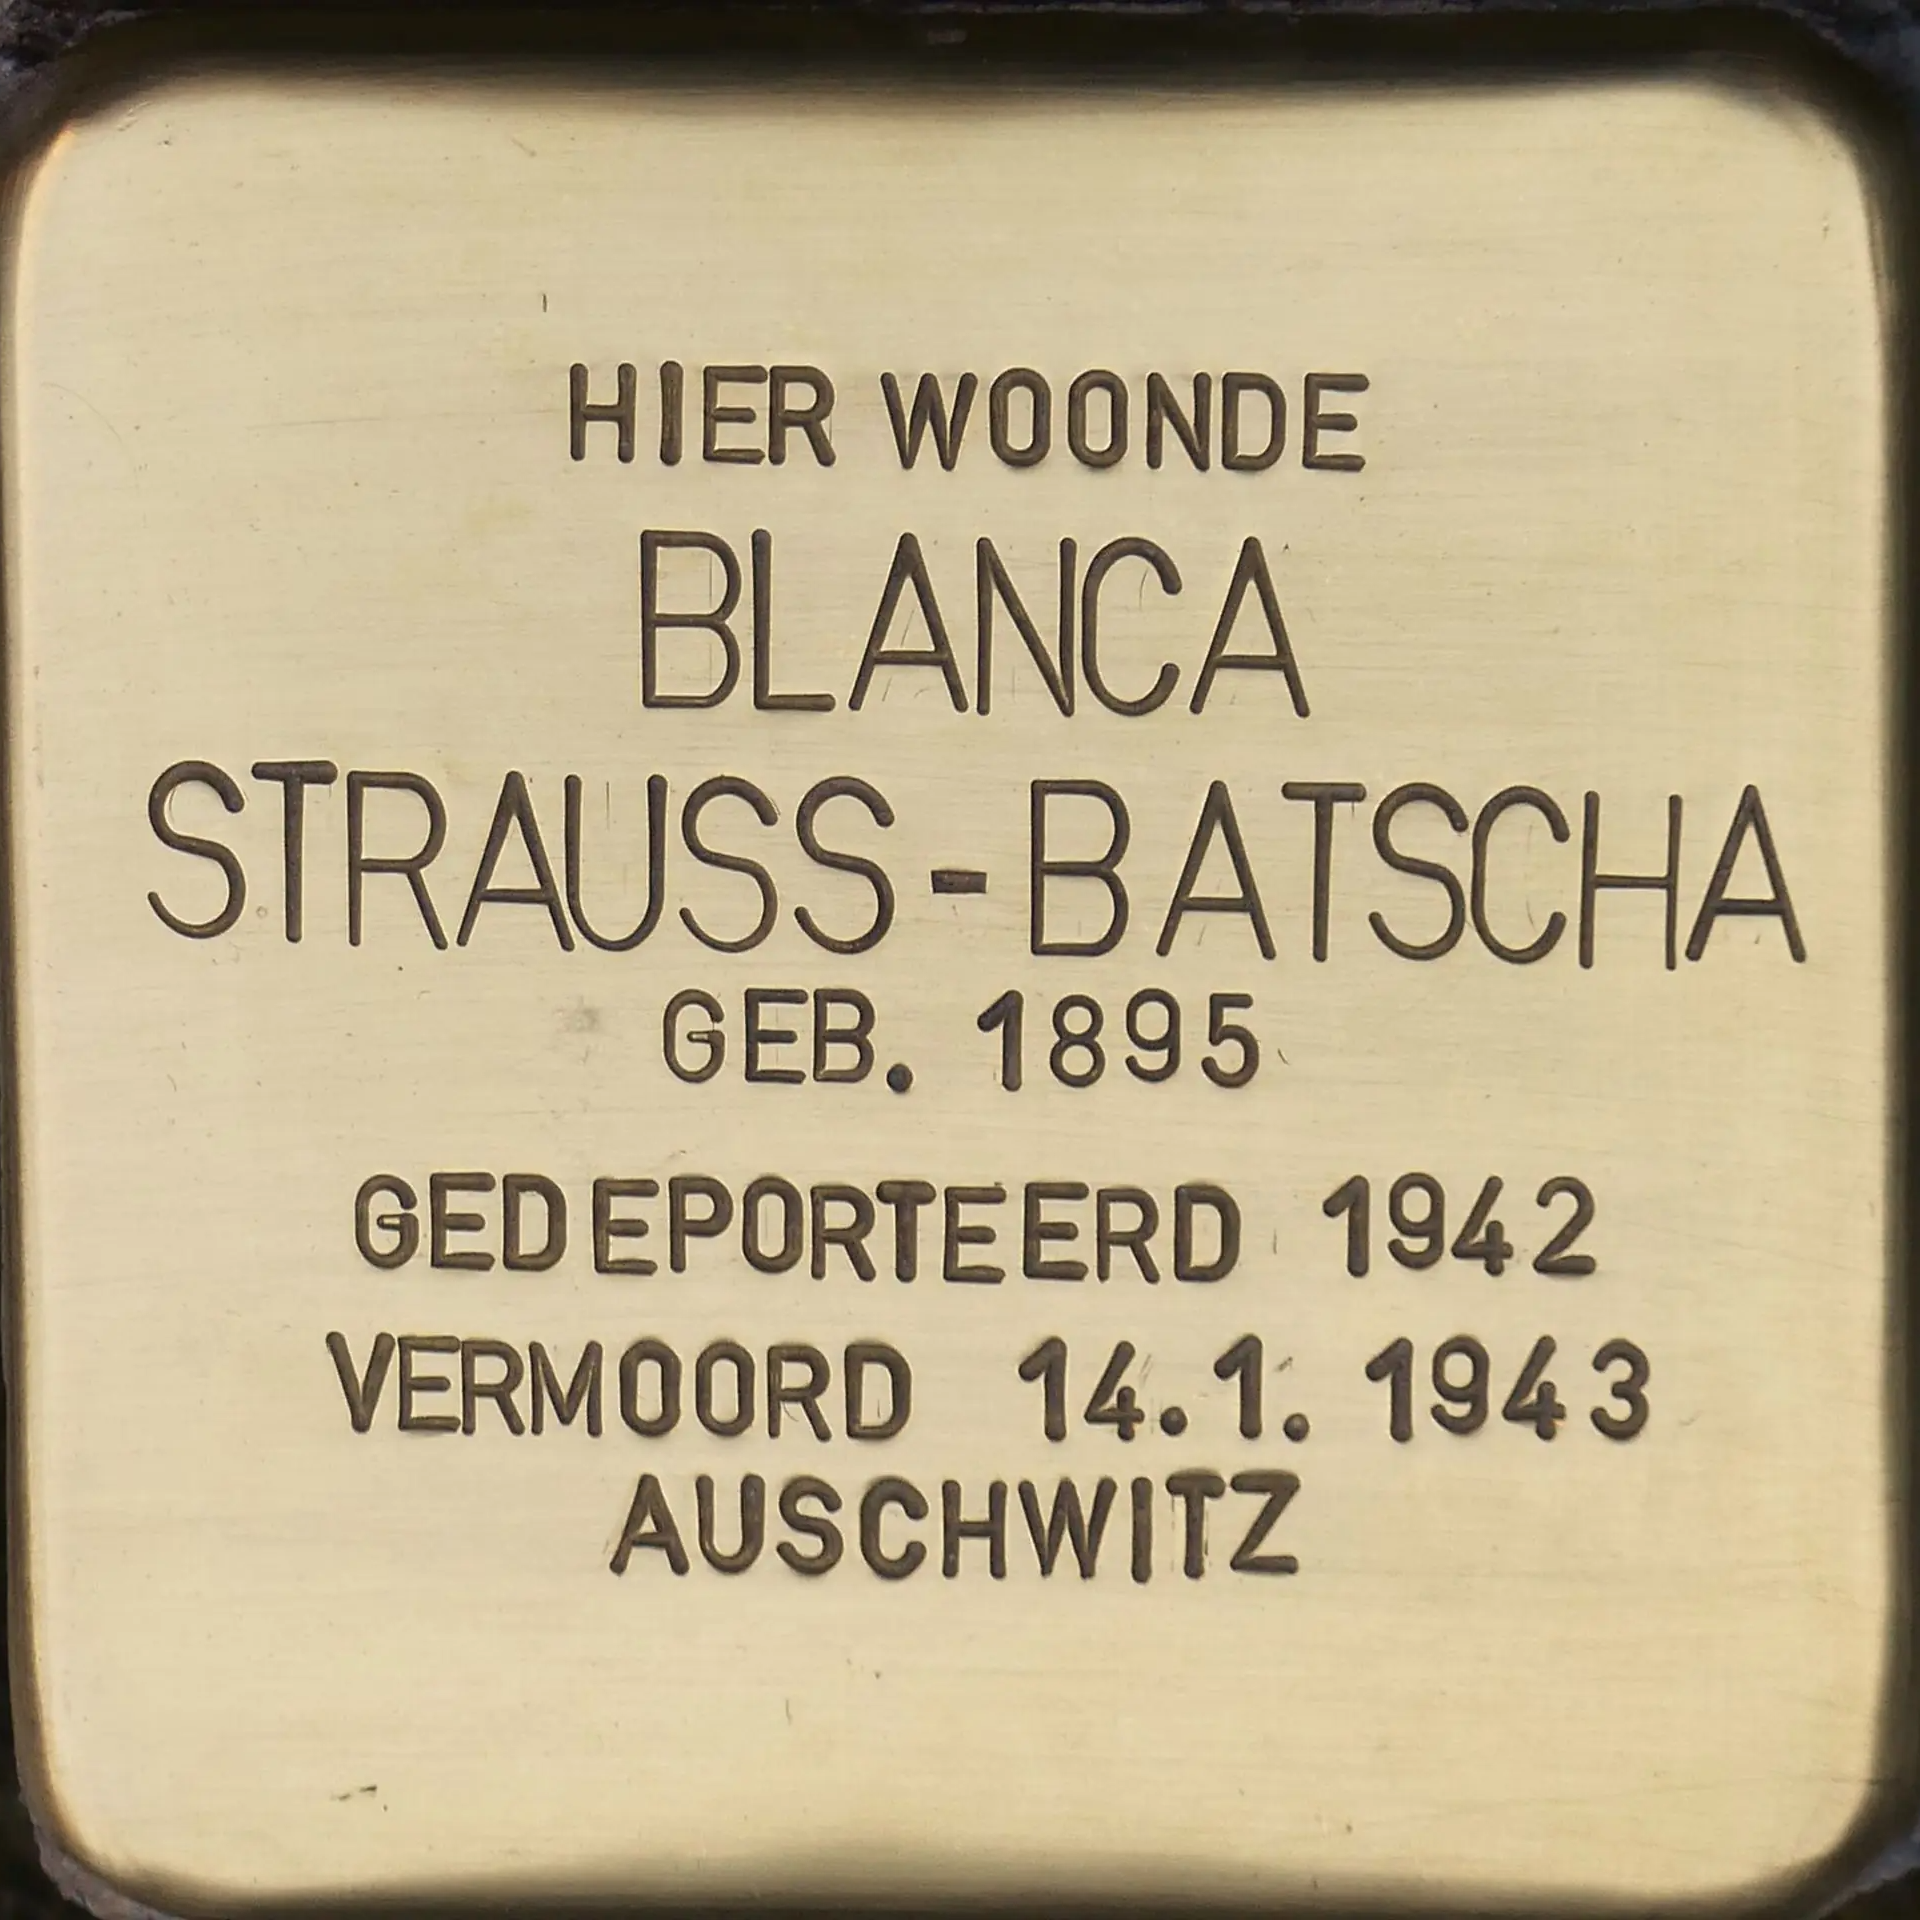 HIER WOONDE
BLANCA
STRAUSS-BATSCHA
GEB. 1895
GEDEPORTEERD 1942
VERMOORD 14.1.1943
AUSCHWITZ